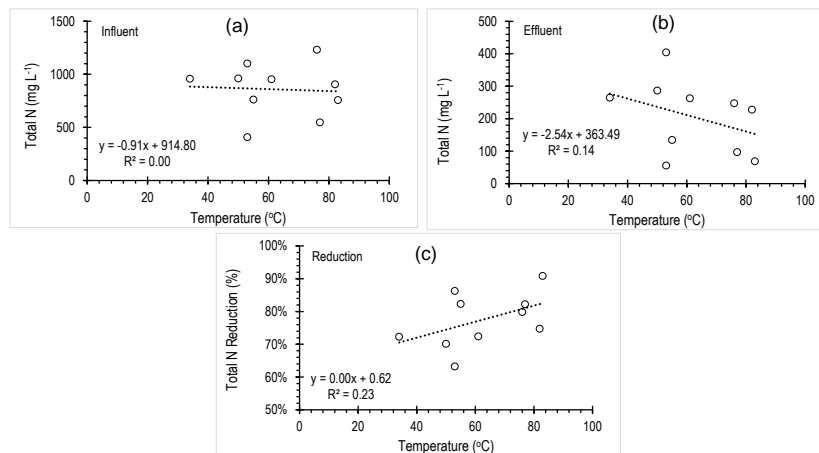 Influent
(a)
1500
1000
500
0
Total N (mg L-1)
y = -0.91x + 914.80
R² = 0.00
0 20 40 60 80 100
Temperature (oC)
Effluent
(b)
500
400
300
200
100
0
Total N (mg L-1)
y = -2.54x + 363.49
R² = 0.14
0 20 40 60 80 100
Temperature (oC)
Reduction
(c)
100%
90%
80%
70%
60%
50%
Total N Reduction (%)
y = 0.00x + 0.62
R² = 0.23
0 20 40 60 80 100
Temperature (oC)